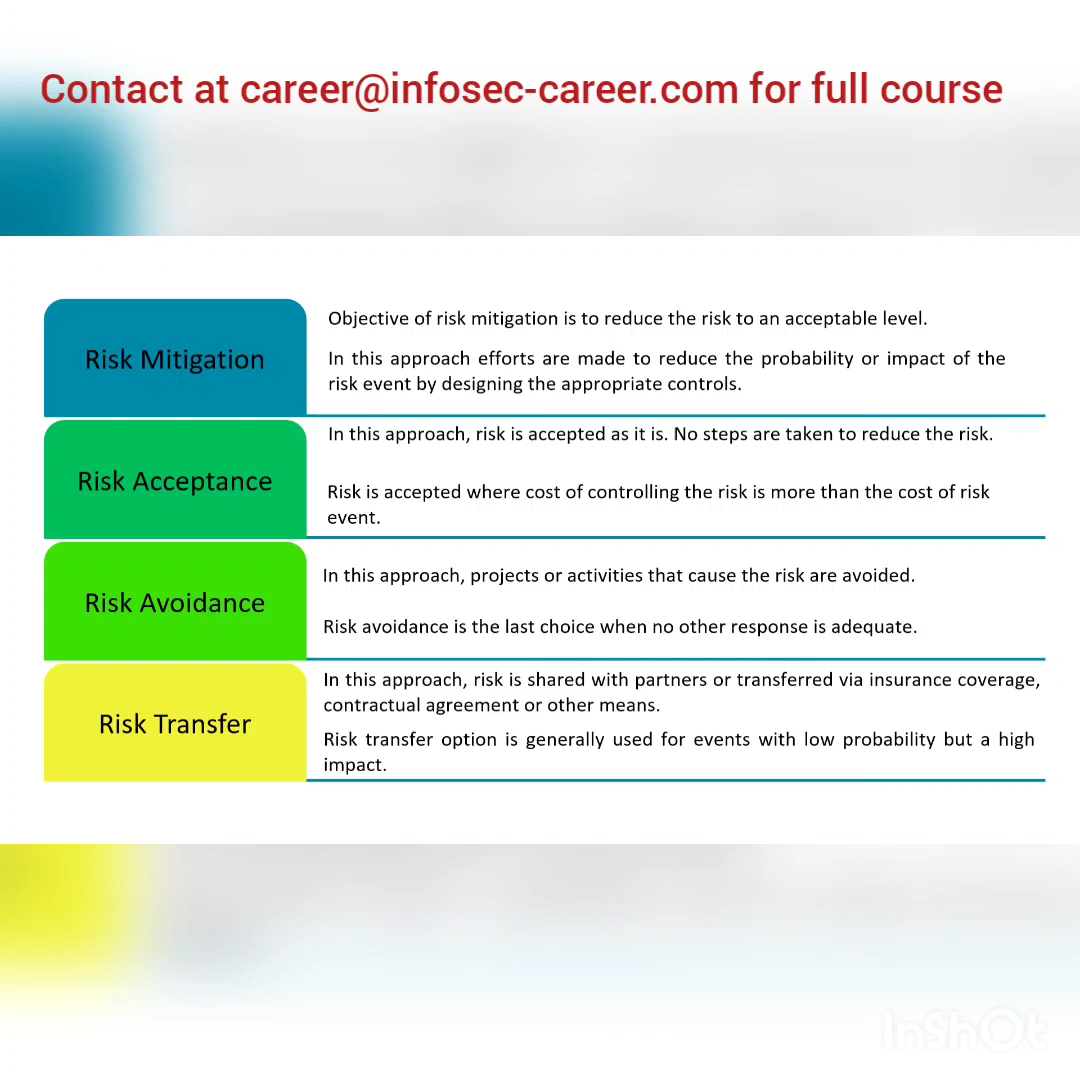 Contact at career@infosec-career.com for full course
Risk Mitigation
Objective of risk mitigation is to reduce the risk to an acceptable level.
In this approach efforts are made to reduce the probability or impact of the
risk event by designing the appropriate controls.
Risk Acceptance
In this approach, risk is accepted as it is. No steps are taken to reduce the risk.
Risk is accepted where cost of controlling the risk is more than the cost of risk
event.
Risk Avoidance
In this approach, projects or activities that cause the risk are avoided.
Risk avoidance is the last choice when no other response is adequate.
Risk Transfer
In this approach, risk is shared with partners or transferred via insurance coverage,
contractual agreement or other means.
Risk transfer option is generally used for events with low probability but a high
impact.
InShOt